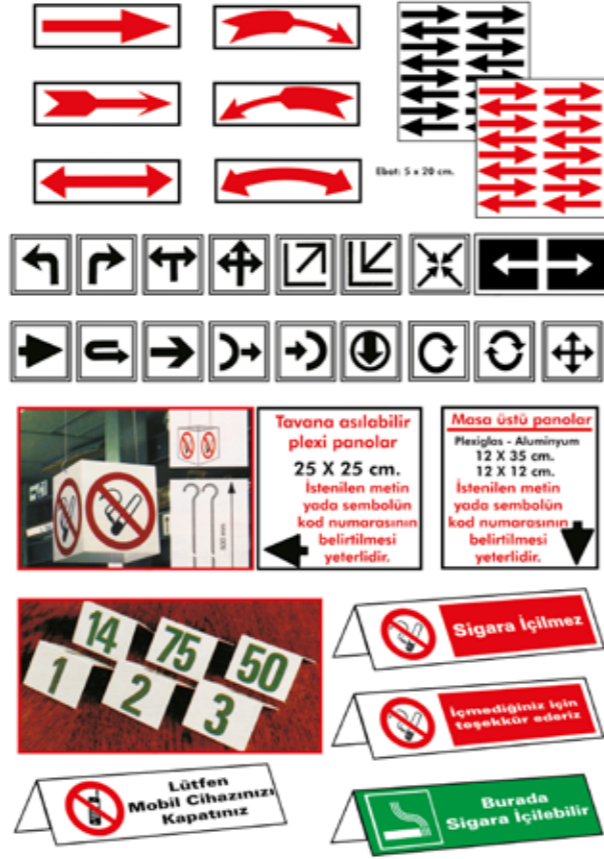 Ebat: 5 x 20 cm.
Tavana asılabilir
plexi panolar
25 X 25 cm.
İstenilen metin
yada sembolün
kod numarasının
belirtilmesi
yeterlidir.
Masa üstü panolar
Plexiglas - Aluminyum
12 X 35 cm.
12 X 12 cm.
İstenilen metin
yada sembolün
kod numarasının
belirtilmesi
yeterlidir.
14 75 50
1 2 3
Sigara İçilmez
İçmediğiniz için
teşekkür ederiz
Lütfen
Mobil Cihazınızı
Kapatınız
Burada
Sigara İçilebilir